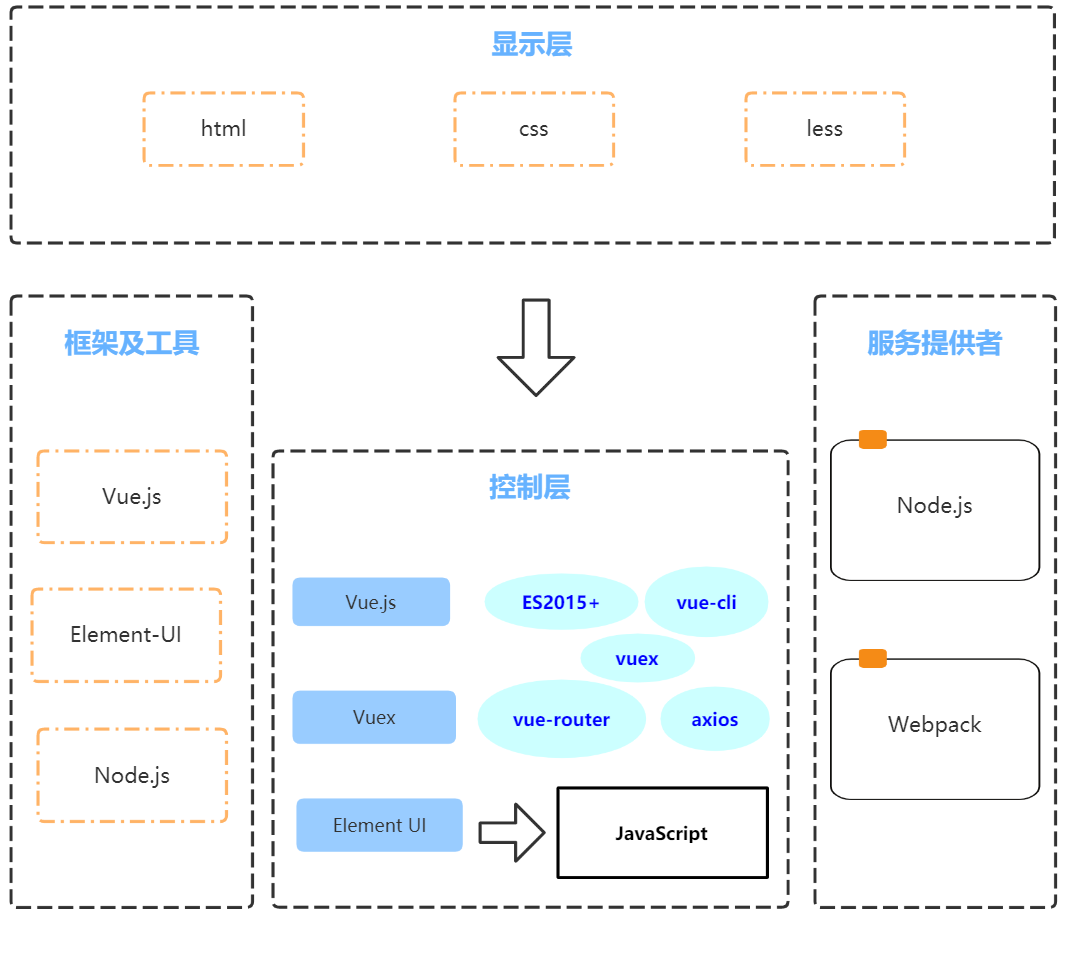 显示层
html
css
less
框架及工具
Vue.js
Element-UI
Node.js
控制层
Vue.js
ES2015+
vue-cli
vuex
Vuex
vue-router
axios
Element UI
JavaScript
服务提供者
Node.js
Webpack